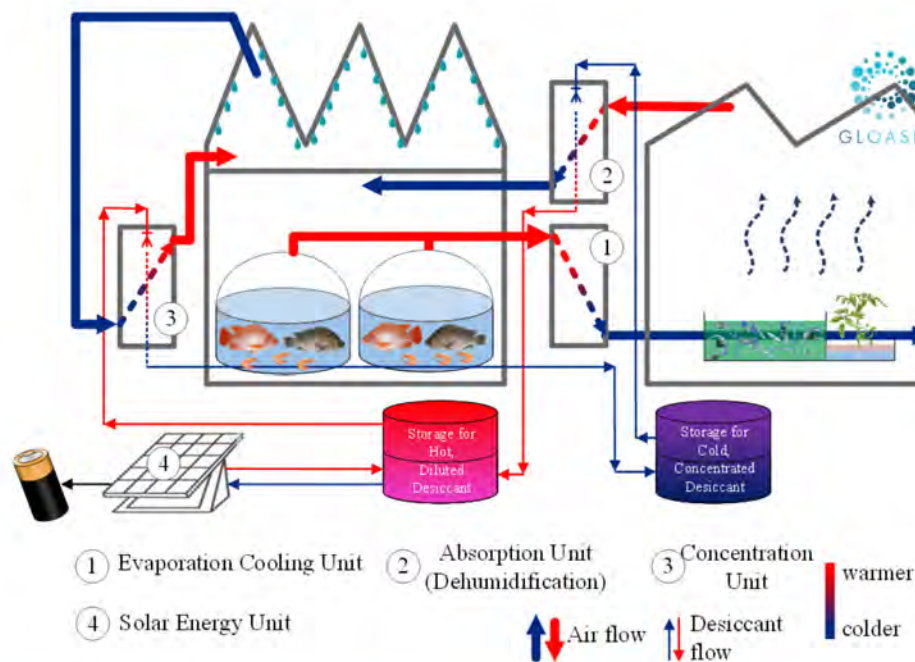 GLOASI
2
1
3
4
Storage for
Hot,
Diluted
Desiccant
Storage for
Cold,
Concentrated
Desiccant
1 Evaporation Cooling Unit
2 Absorption Unit
(Dehumidification)
3 Concentration
Unit
4 Solar Energy Unit
Air flow
Desiccant
flow
warmer
colder